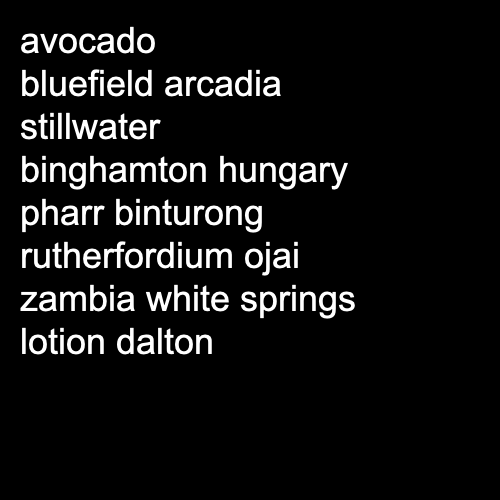 avocado
bluefield arcadia
stillwater
binghamton hungary
pharr binturong
rutherfordium ojai
zambia white springs
lotion dalton